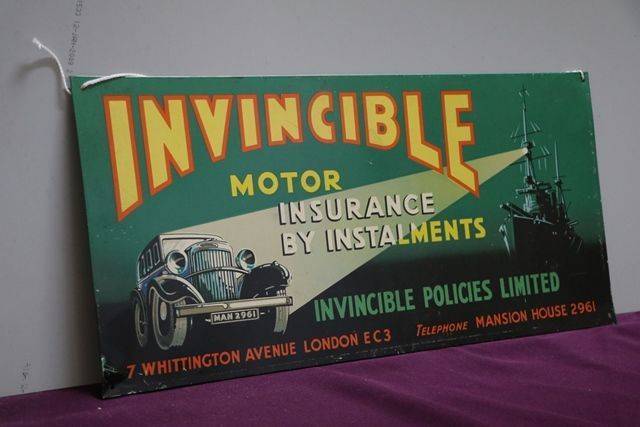 INVINCIBLE
MOTOR
INSURANCE
BY INSTALMENTS
MAN 2961
INVINCIBLE POLICIES LIMITED
7 WHITTINGTON AVENUE LONDON EC3 TELEPHONE MANSION HOUSE 2961